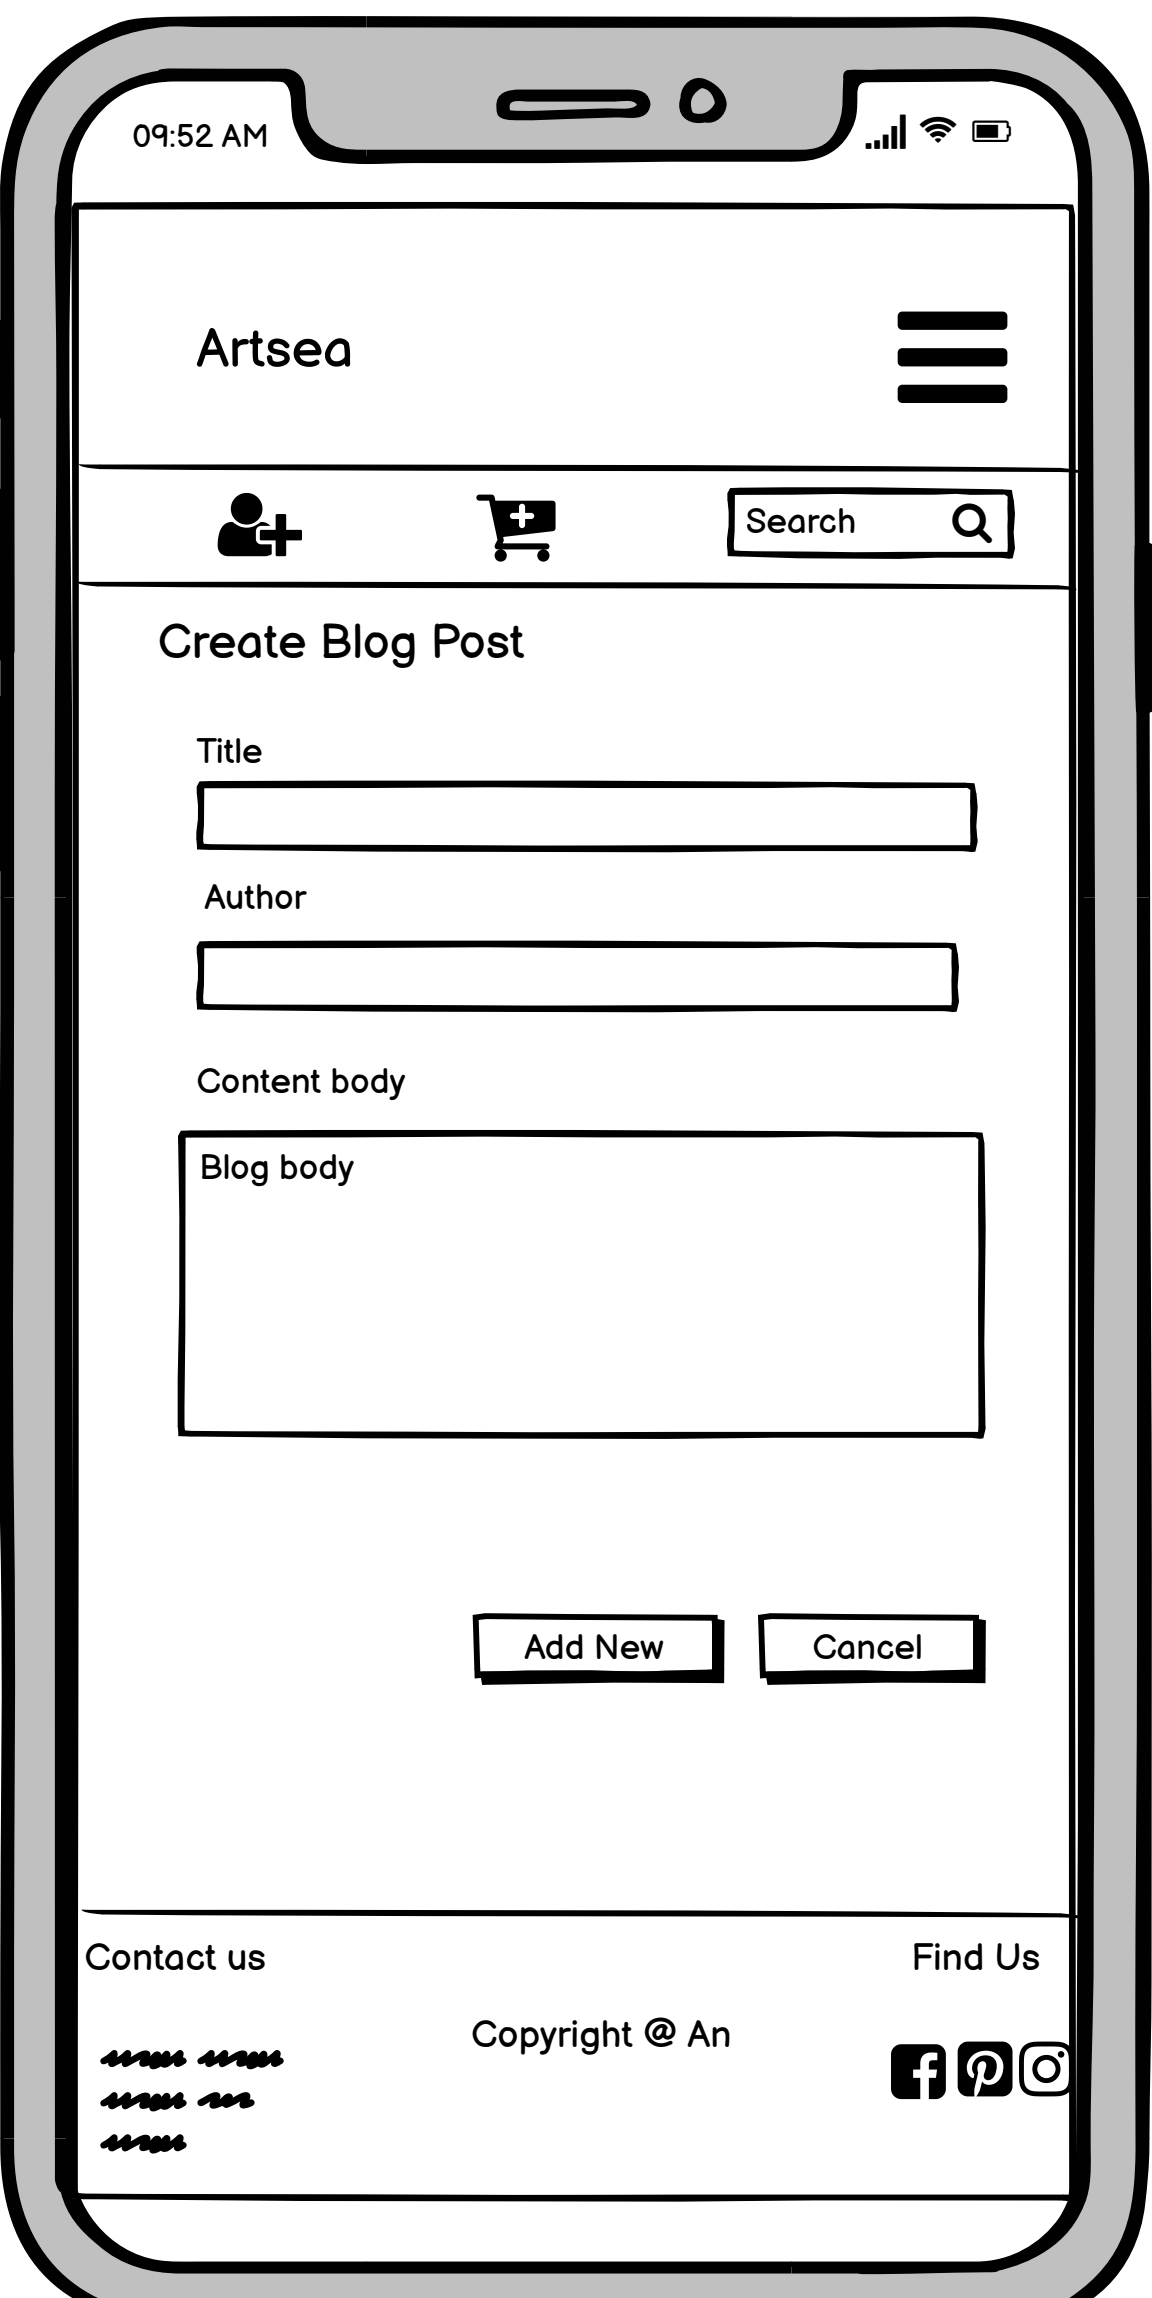 09:52 AM
Artsea
Search
Create Blog Post
Title
Author
Content body
Blog body
Add New
Cancel
Contact us
Find Us
Copyright @ An